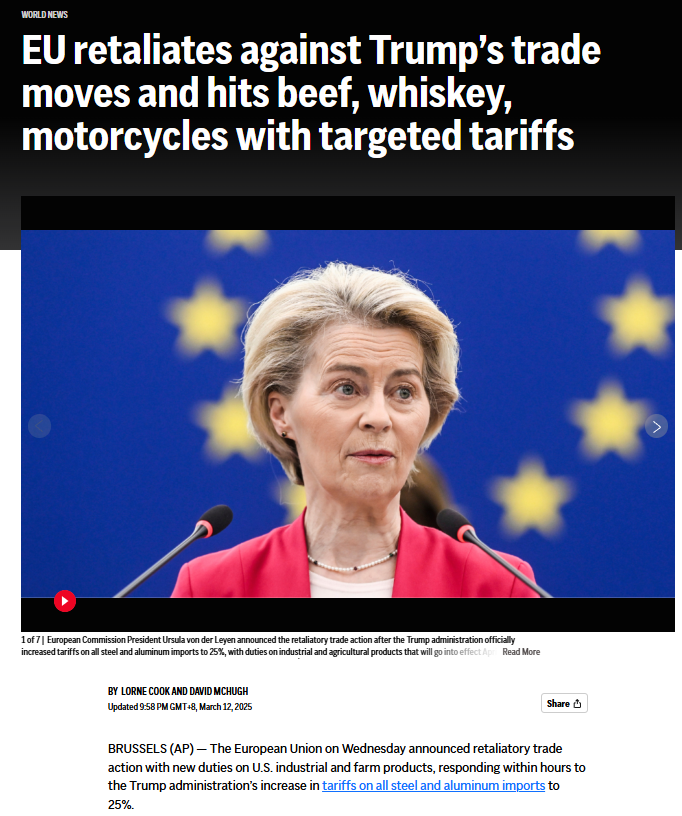 WORLD NEWS
EU retaliates against Trump's trade
moves and hits beef, whiskey,
motorcycles with targeted tariffs
1 of 7 | European Commission President Ursula von der Leyen announced the retaliatory trade action after the Trump administration officially
increased tariffs on all steel and aluminum imports to 25%, with duties on industrial and agricultural products that will go into effect Read More
BY LORNE COOK AND DAVID MCHUGH
Updated 9:58 PM GMT+8, March 12, 2025
Share
BRUSSELS (AP) — The European Union on Wednesday announced retaliatory trade
action with new duties on U.S. industrial and farm products, responding within hours to
the Trump administration's increase in tariffs on all steel and aluminum imports to
25%.